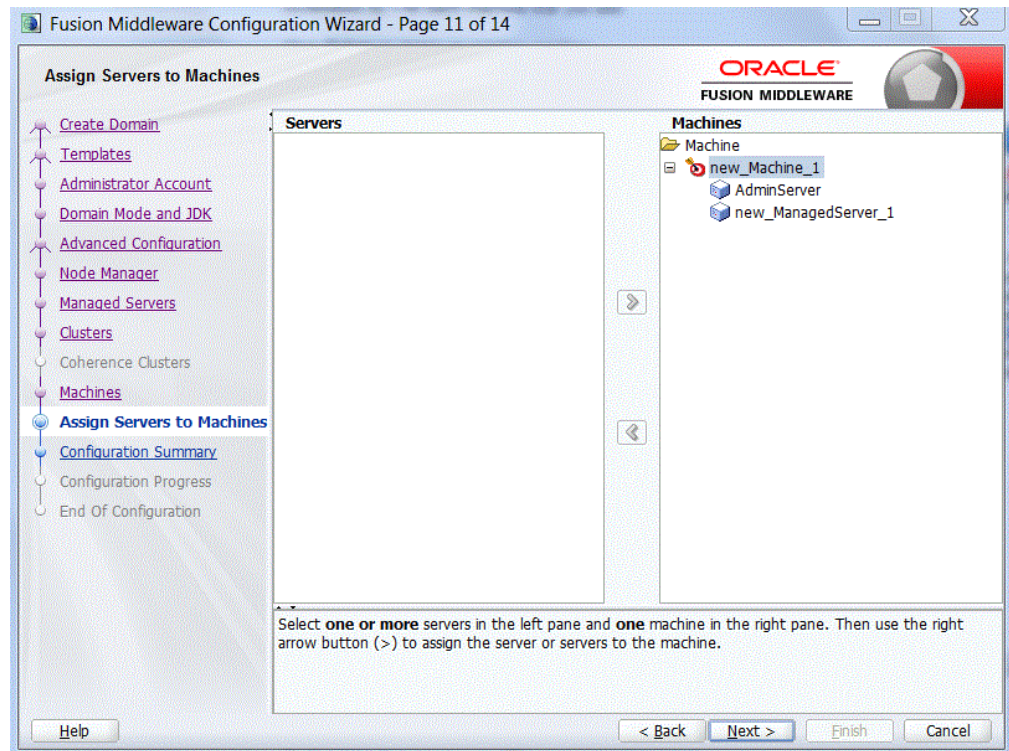 Fusion Middleware Configuration Wizard - Page 11 of 14
Assign Servers to Machines
ORACLE
FUSION MIDDLEWARE
Create Domain
Templates
Administrator Account
Domain Mode and JDK
Advanced Configuration
Node Manager
Managed Servers
Clusters
Coherence Clusters
Machines
Assign Servers to Machines
Configuration Summary
Configuration Progress
End Of Configuration
Servers
Machines
Machine
new_Machine_1
AdminServer
new_ManagedServer_1
Select one or more servers in the left pane and one machine in the right pane. Then use the right
arrow button (>) to assign the server or servers to the machine.
Help
< Back
Next >
Finish
Cancel